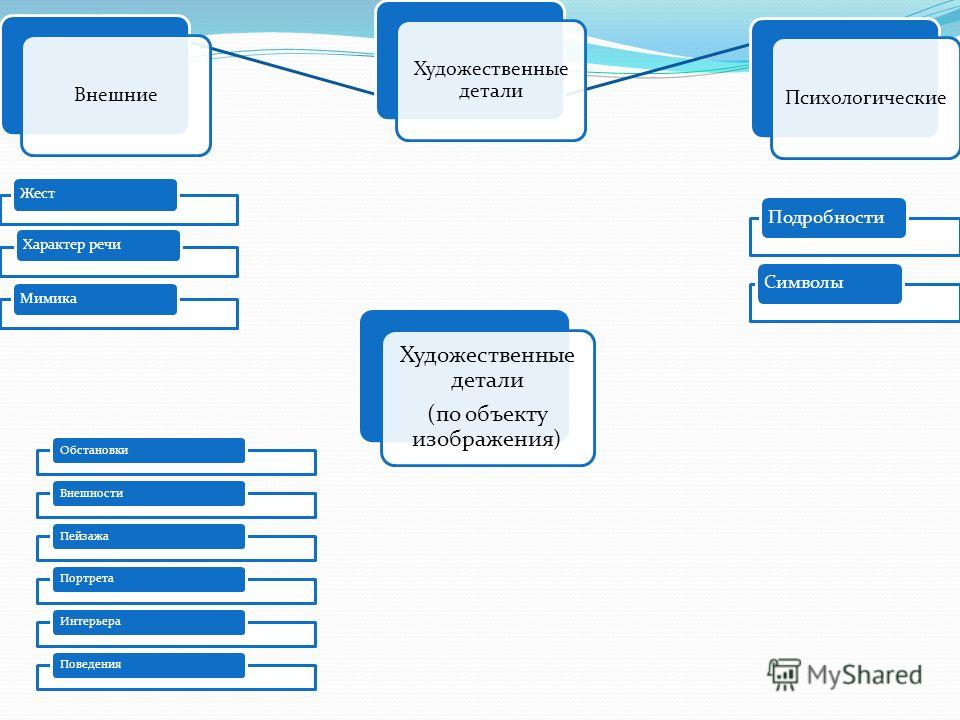 Внешние
Художественные
детали
Психологические
Жест
Характер речи
Мимика
Подробности
Символы
Художественные
детали
(по объекту
изображения)
Обстановки
Внешности
Пейзажа
Портрета
Интерьера
Поведения
MyShared